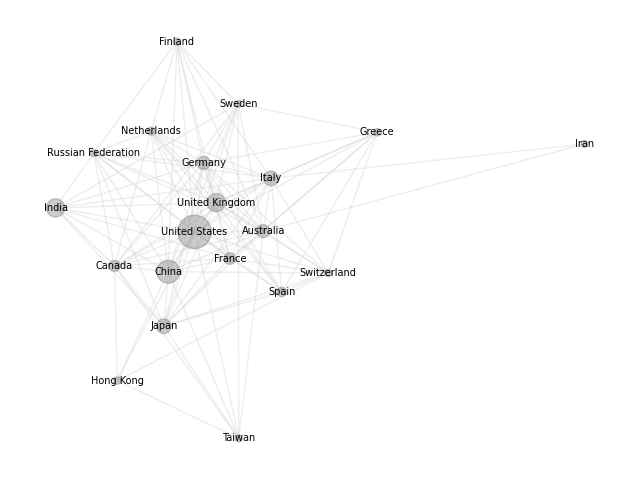 Finland
Sweden
Netherlands
Greece
Iran
Russian Federation
Germany
Italy
India
United Kingdom
United States
Australia
France
Canada
China
Switzerland
Spain
Japan
Hong Kong
Taiwan